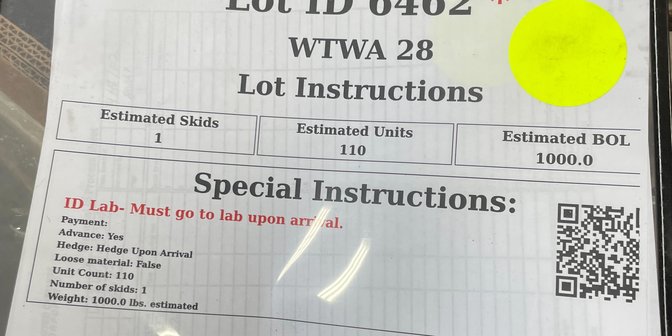 Lot ID 6462
WTWA 28
Lot Instructions
Estimated Skids
1
Estimated Units
110
Estimated BOL
1000.0
Special Instructions:
ID Lab- Must go to lab upon arrival.
Payment:
Advance: Yes
Hedge: Hedge Upon Arrival
Loose material: False
Unit Count: 110
Number of skids: 1
Weight: 1000.0 lbs. estimated